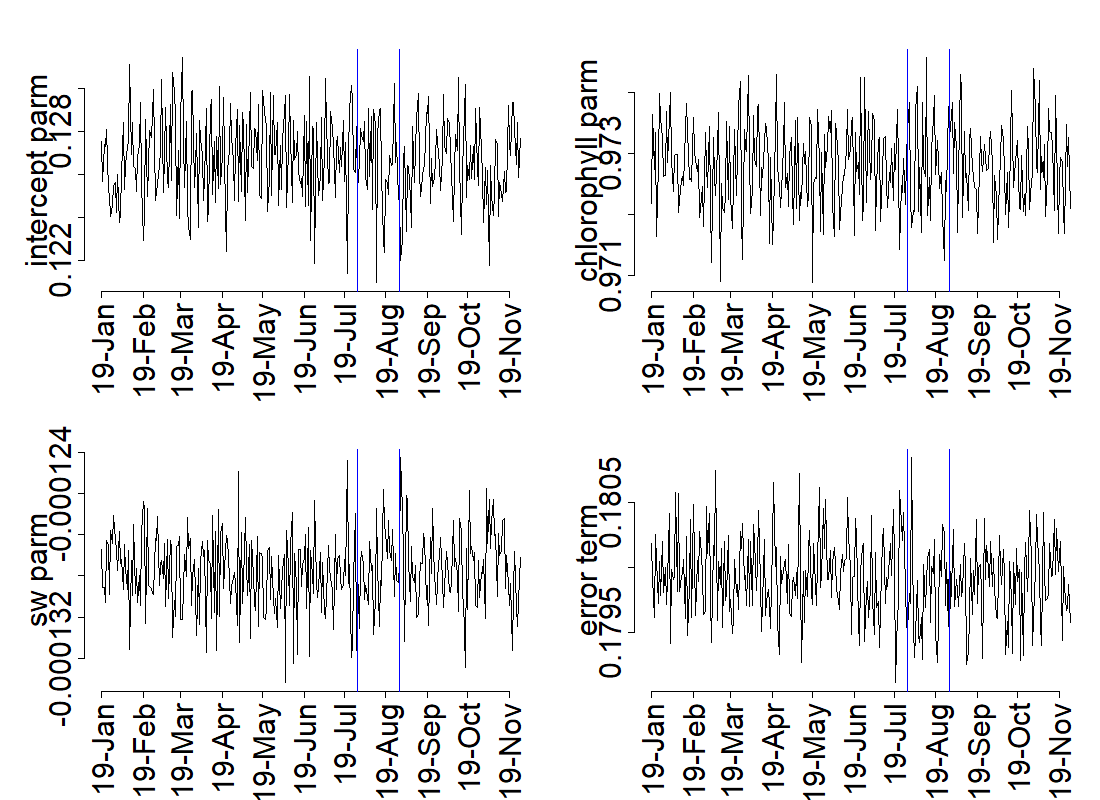 intercept parm
0.122
0.128
19-Jan
19-Feb
19-Mar
19-Apr
19-May
19-Jun
19-Jul
19-Aug
19-Sep
19-Oct
19-Nov
chlorophyll parm
0.971
0.973
19-Jan
19-Feb
19-Mar
19-Apr
19-May
19-Jun
19-Jul
19-Aug
19-Sep
19-Oct
19-Nov
sw parm
-0.000132
-0.000124
19-Jan
19-Feb
19-Mar
19-Apr
19-May
19-Jun
19-Jul
19-Aug
19-Sep
19-Oct
19-Nov
error term
0.1795
0.1805
19-Jan
19-Feb
19-Mar
19-Apr
19-May
19-Jun
19-Jul
19-Aug
19-Sep
19-Oct
19-Nov